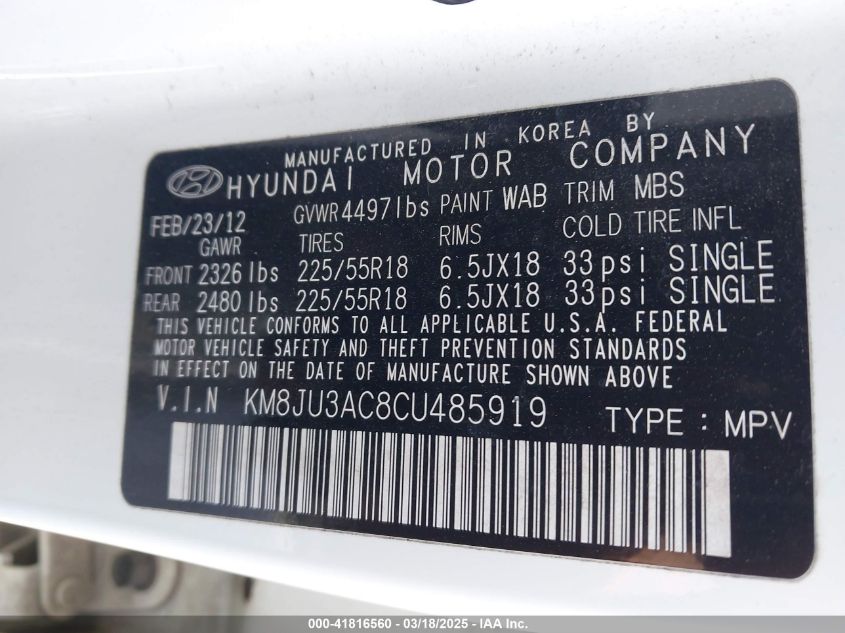 MANUFACTURED IN KOREA BY
HYUNDAI MOTOR COMPANY
FEB/23/12 GVWR 4497lbs PAINT WAB TRIM MBS
GAWR TIRES RIMS COLD TIRE INFL
FRONT 2326 lbs 225/55R18 6.5JX18 33psi SINGLE
REAR 2480 lbs 225/55R18 6.5JX18 33psi SINGLE
THIS VEHICLE CONFORMS TO ALL APPLICABLE U.S.A. FEDERAL
MOTOR VEHICLE SAFETY AND THEFT PREVENTION STANDARDS
IN EFFECT ON THE DATE OF MANUFACTURE SHOWN ABOVE.
V.I.N KM8JU3AC8CU485919 TYPE : MPV
000-41816560 - 03/18/2025 - IAA Inc.